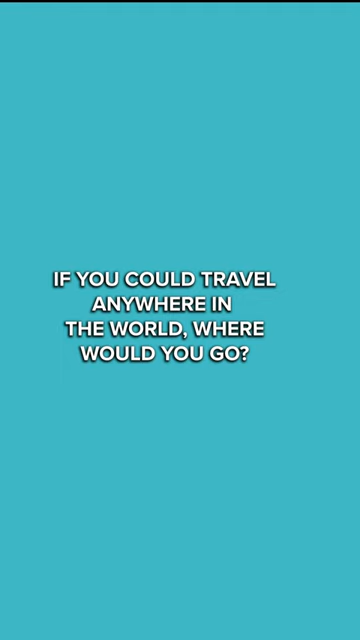 IF YOU COULD TRAVEL
ANYWHERE IN
THE WORLD, WHERE
WOULD YOU GO?